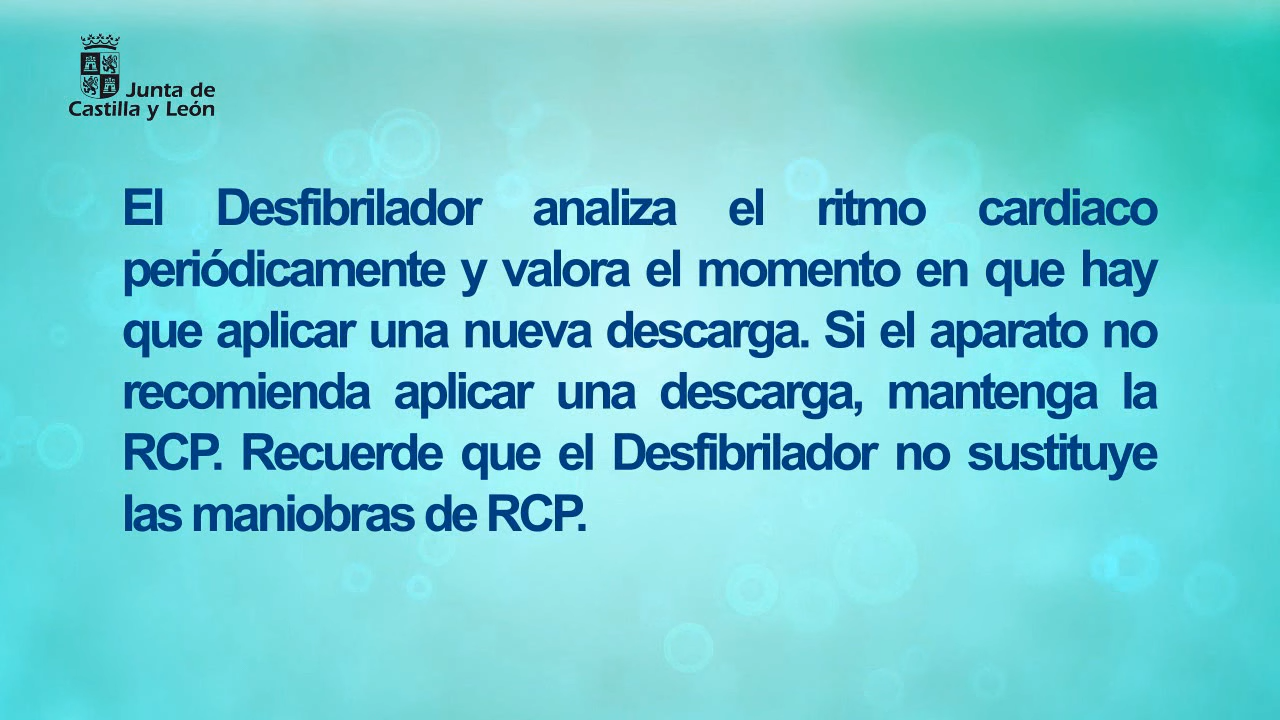 Junta de
Castilla y León
El Desfibrilador analiza el ritmo cardiaco
periódicamente y valora el momento en que hay
que aplicar una nueva descarga. Si el aparato no
recomienda aplicar una descarga, mantenga la
RCP. Recuerde que el Desfibrilador no sustituye
las maniobras de RCP.